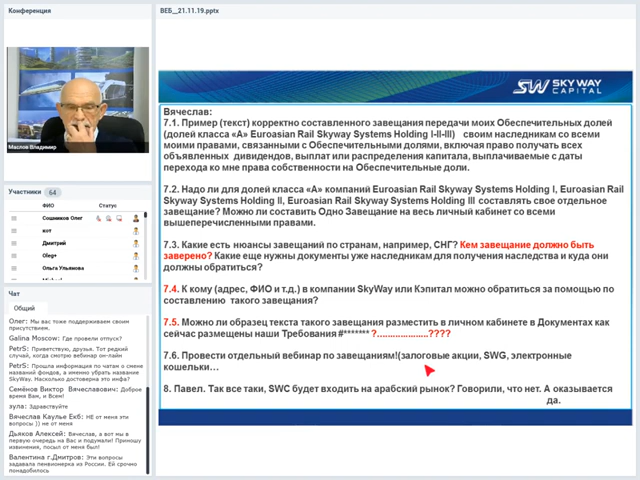 Конференция
ВЕБ_ 21.11.19.pptx
Маслов Владимир
Участники 64
ФИО Статус
Сошников Олег
кот
Дмитрий
Oleg+
Ольга Ульянова
Чат
Общий
Олег: Мы вас тоже поддерживаем своим
присутствием.
Galina Moscow: Где провели отпуск?
PetrS: Приветствую, друзья. Тот редкий
случай, когда смотрю вебинар он-лайн
PetrS: Прошла информация по чатам о смене
названий фондов, а именно убрать название
SkyWay. Насколько достоверна это инфа?
Семёнов Виктор Вячеславович: Доброе
время Вам, и Всем!
зула: Здравствуйте
Вячеслав Каулье Екб: НЕ от меня эти
вопросы )) не от меня
Дьяков Алексей: Вячеслав, а вот мы в
первую очередь на Вас и подумали! Приношу
извинения, посыл от меня был!
Валентина г.Дмитров: Эти вопросы
задавала пенсионерка из России. Ей срочно
понадобилось
SW SKY WAY
CAPITAL
Вячеслав:
7.1. Пример (текст) корректно составленного завещания передачи моих Обеспечительных долей
(долей класса «А» Euroasian Rail Skyway Systems Holding I-II-III) своим наследникам со всеми
моими правами, связанными с Обеспечительными долями, включая право получать всех
объявленных дивидендов, выплат или распределения капитала, выплачиваемые с даты
перехода ко мне права собственности на Обеспечительные доли.
7.2. Надо ли для долей класса «А» компаний Euroasian Rail Skyway Systems Holding I, Euroasian Rail
Skyway Systems Holding II, Euroasian Rail Skyway Systems Holding III составлять свое отдельное
завещание? Можно ли составить Одно Завещание на весь личный кабинет со всеми
вышеперечисленными правами.
7.3. Какие есть нюансы завещаний по странам, например, СНГ? Кем завещание должно быть
заверено? Какие еще нужны документы уже наследникам для получения наследства и куда они
должны обратиться?
7.4. К кому (адрес, ФИО и т.д.) в компании SkyWay или Кэпитал можно обратиться за помощью по
составлению такого завещания?
7.5. Можно ли образец текста такого завещания разместить в личном кабинете в Документах как
сейчас размещены наши Требования #******* ?....................????
7.6. Провести отдельный вебинар по завещаниям!(залоговые акции, SWG, электронные
кошельки…
8. Павел. Так все таки, SWC будет входить на арабский рынок? Говорили, что нет. А оказывается
да.